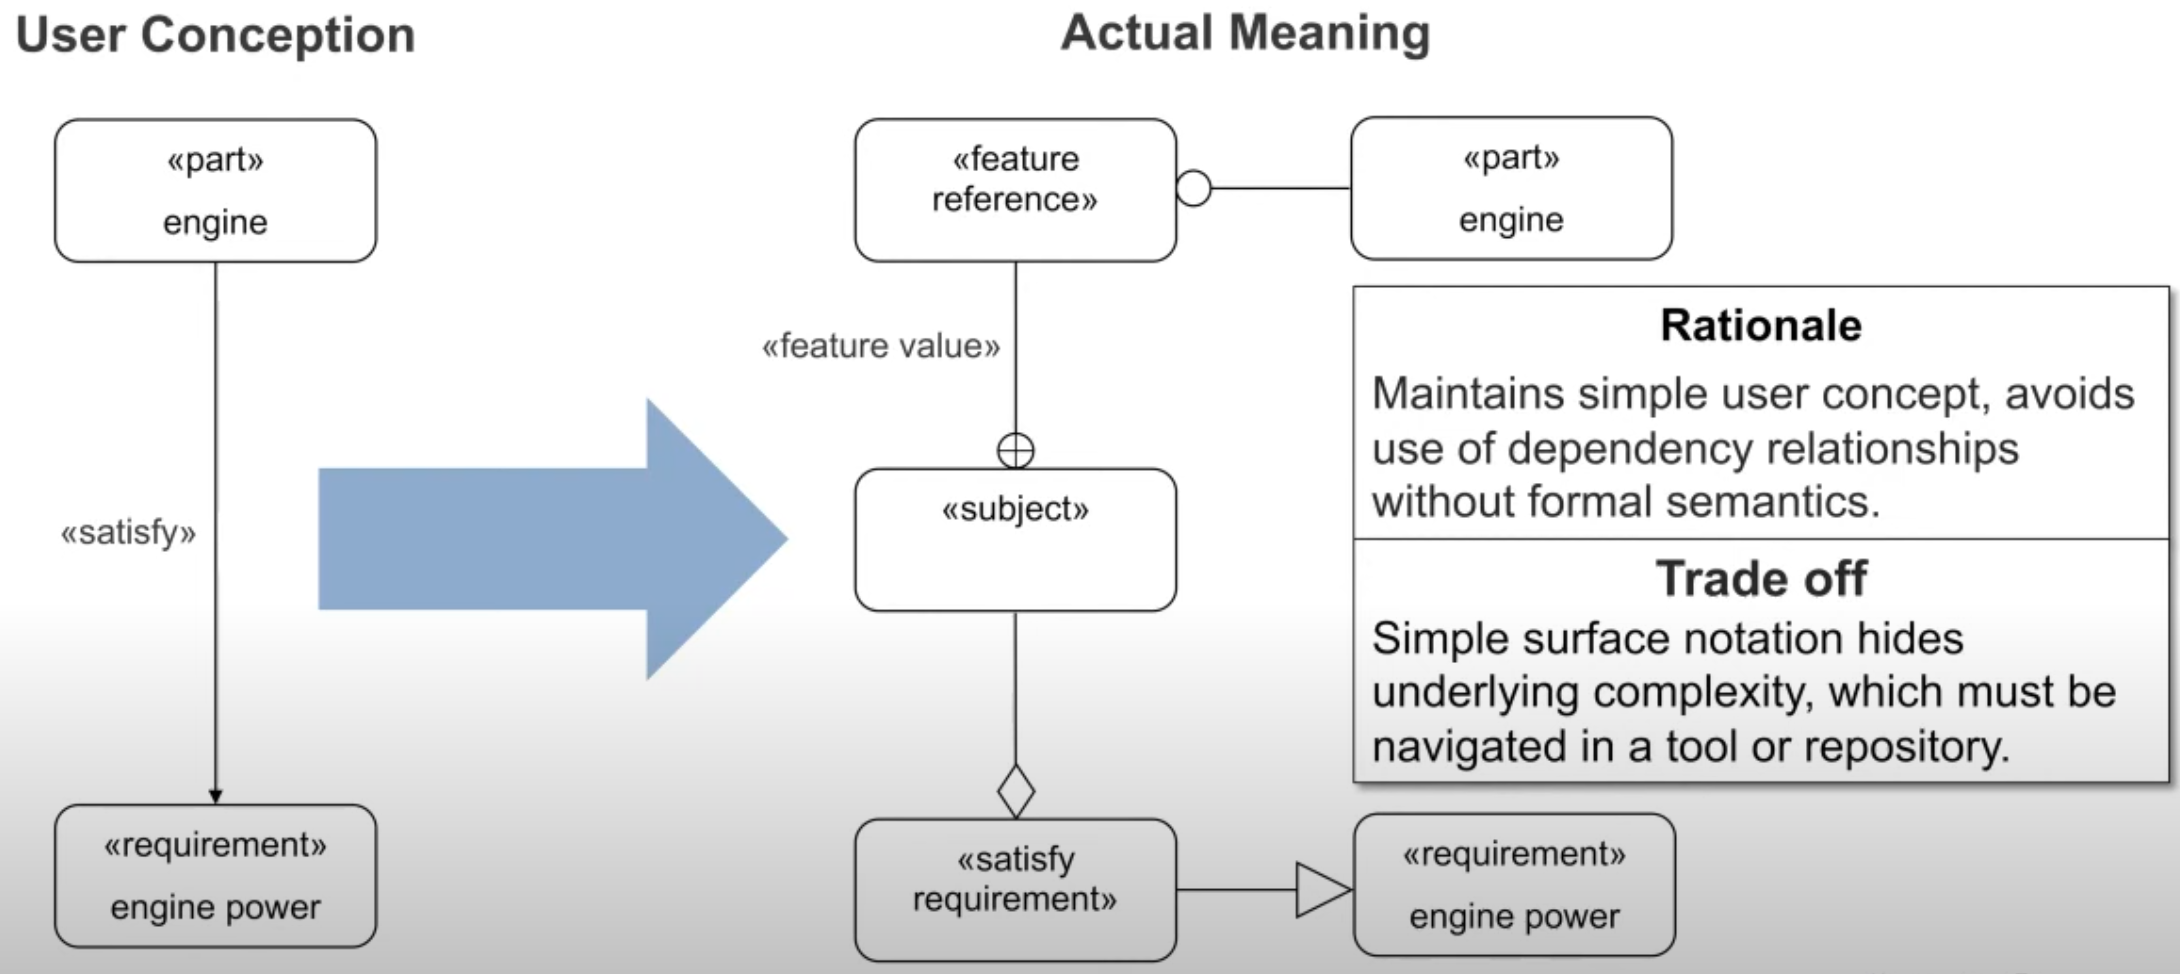 User Conception
Actual Meaning
«part»
engine
«satisfy»
«requirement»
engine power
«feature
reference»
«part»
engine
«feature value»
«subject»
«satisfy
requirement»
«requirement»
engine power
Rationale
Maintains simple user concept, avoids
use of dependency relationships
without formal semantics.
Trade off
Simple surface notation hides
underlying complexity, which must be
navigated in a tool or repository.